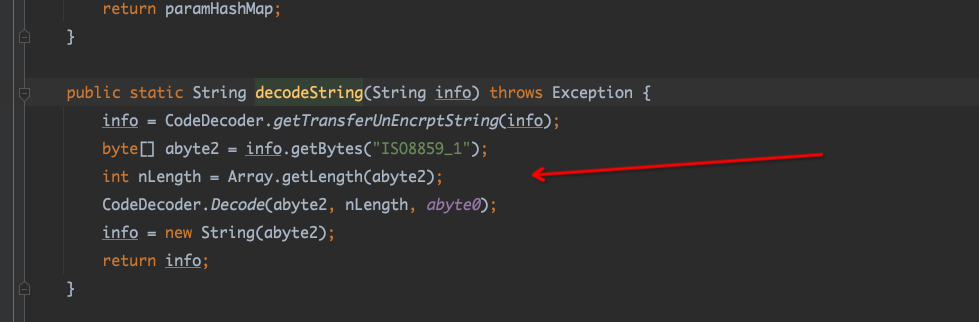 return paramHashMap;
}
public static String decodeString(String info) throws Exception {
info = CodeDecoder.getTransferUnEncrptString(info);
byte[] abyte2 = info.getBytes("ISO8859_1");
int nLength = Array.getLength(abyte2);
CodeDecoder.Decode(abyte2, nLength, abyte0);
info = new String(abyte2);
return info;
}